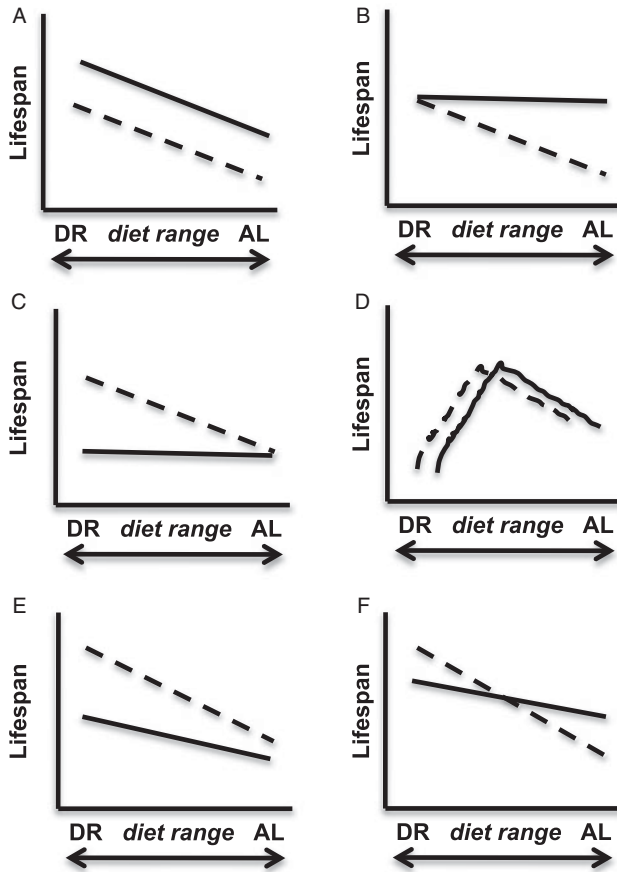 A
Lifespan
DR diet range AL
B
Lifespan
DR diet range AL
C
Lifespan
DR diet range AL
D
Lifespan
DR diet range AL
E
Lifespan
DR diet range AL
F
Lifespan
DR diet range AL